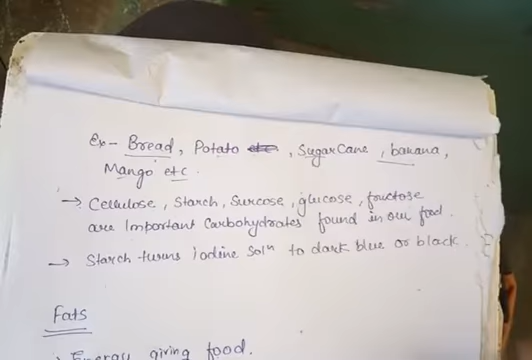 Ex- Bread, Potato , SugarCane, banana,
Mango etc.
→ Cellulose, Starch, Surcose, glucose, fructose
are Important Carbohydrates found in our food.
→ Starch turns Iodine Solⁿ to dark blue or black.
Fats
→ Energy giving food.